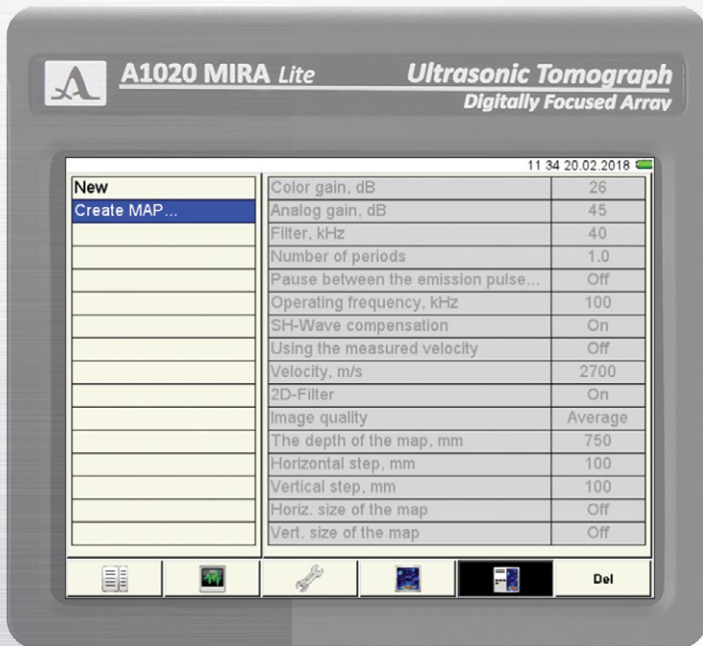 A1020 MIRA Lite
Ultrasonic Tomograph
Digitally Focused Array
11 34 20.02.2018
New
Create MAP...
Color gain, dB 26
Analog gain, dB 45
Filter, kHz 40
Number of periods 1.0
Pause between the emission pulse... Off
Operating frequency, kHz 100
SH-Wave compensation On
Using the measured velocity Off
Velocity, m/s 2700
2D-Filter On
Image quality Average
The depth of the map, mm 750
Horizontal step, mm 100
Vertical step, mm 100
Horiz. size of the map Off
Vert. size of the map Off
Del